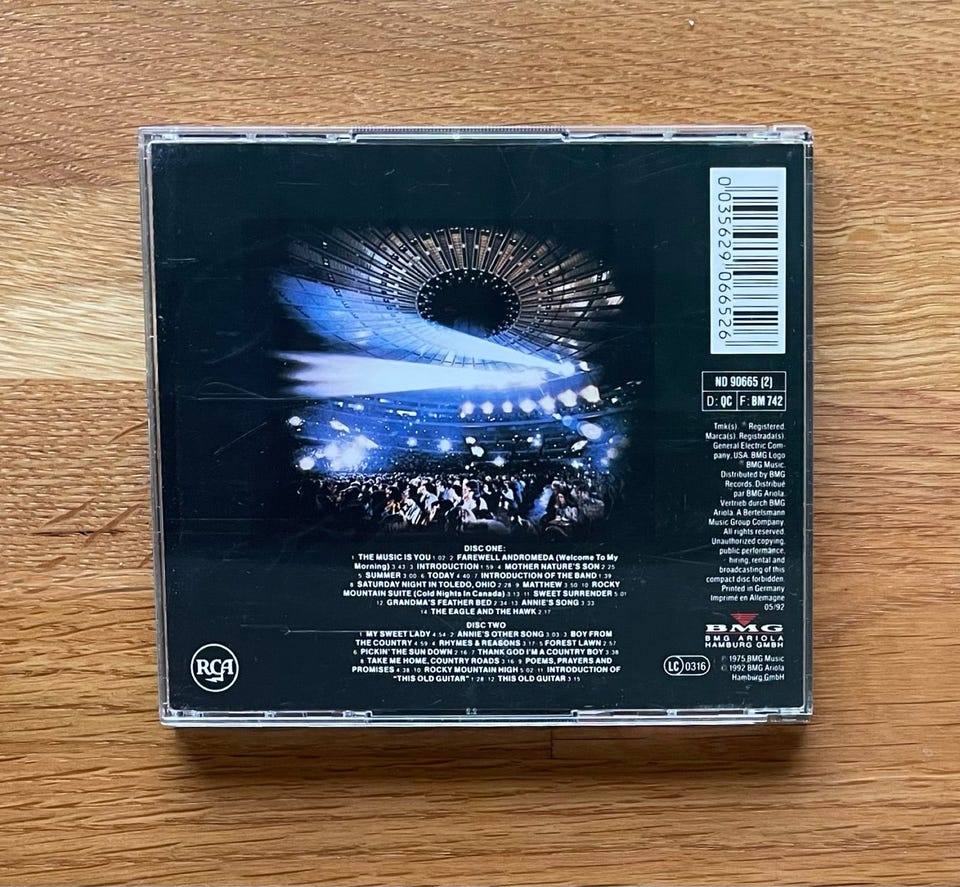 0035629066526
ND 90665 (2)
D: QC F: BM 742
Tmk(s). ® Registered.
Marca(s). Registrada(s).
General Electric Com-
pany, USA. BMG Logo
® BMG Music.
Distributed by BMG
Records. Distribué
par BMG Ariola.
Vertrieb durch BMG
Ariola. A Bertelsmann
Music Group Company.
All rights reserved.
Unauthorized copying,
public performance,
hiring, rental and
broadcasting of this
compact disc forbidden.
Printed in Germany
Imprimé en Allemagne
05/92
BMG
BMG ARIOLA
HAMBURG GMBH
LC 0316
℗ 1975 BMG Music
© 1992 BMG Ariola
Hamburg GmbH
DISC ONE:
1 THE MUSIC IS YOU 1:02 2 FAREWELL ANDROMEDA (Welcome To My
Morning) 3:43 3 INTRODUCTION 1:59 4 MOTHER NATURE'S SON 2:25
5 SUMMER 3:00 6 TODAY 4:40 7 INTRODUCTION OF THE BAND 1:39
8 SATURDAY NIGHT IN TOLEDO, OHIO 2:28 9 MATTHEW 3:50 10 ROCKY
MOUNTAIN SUITE (Cold Nights In Canada) 3:13 11 SWEET SURRENDER 5:01
12 GRANDMA'S FEATHER BED 2:34 13 ANNIE'S SONG 3:33
14 THE EAGLE AND THE HAWK 2:17
DISC TWO
1 MY SWEET LADY 4:54 2 ANNIE'S OTHER SONG 3:03 3 BOY FROM
THE COUNTRY 4:59 4 RHYMES & REASONS 3:17 5 FOREST LAWN 2:57
6 PICKIN' THE SUN DOWN 2:16 7 THANK GOD I'M A COUNTRY BOY 3:38
8 TAKE ME HOME, COUNTRY ROADS 3:16 9 POEMS, PRAYERS AND
PROMISES 4:38 10 ROCKY MOUNTAIN HIGH 5:02 11 INTRODUCTION OF
"THIS OLD GUITAR" 1:28 12 THIS OLD GUITAR 3:15
RCA